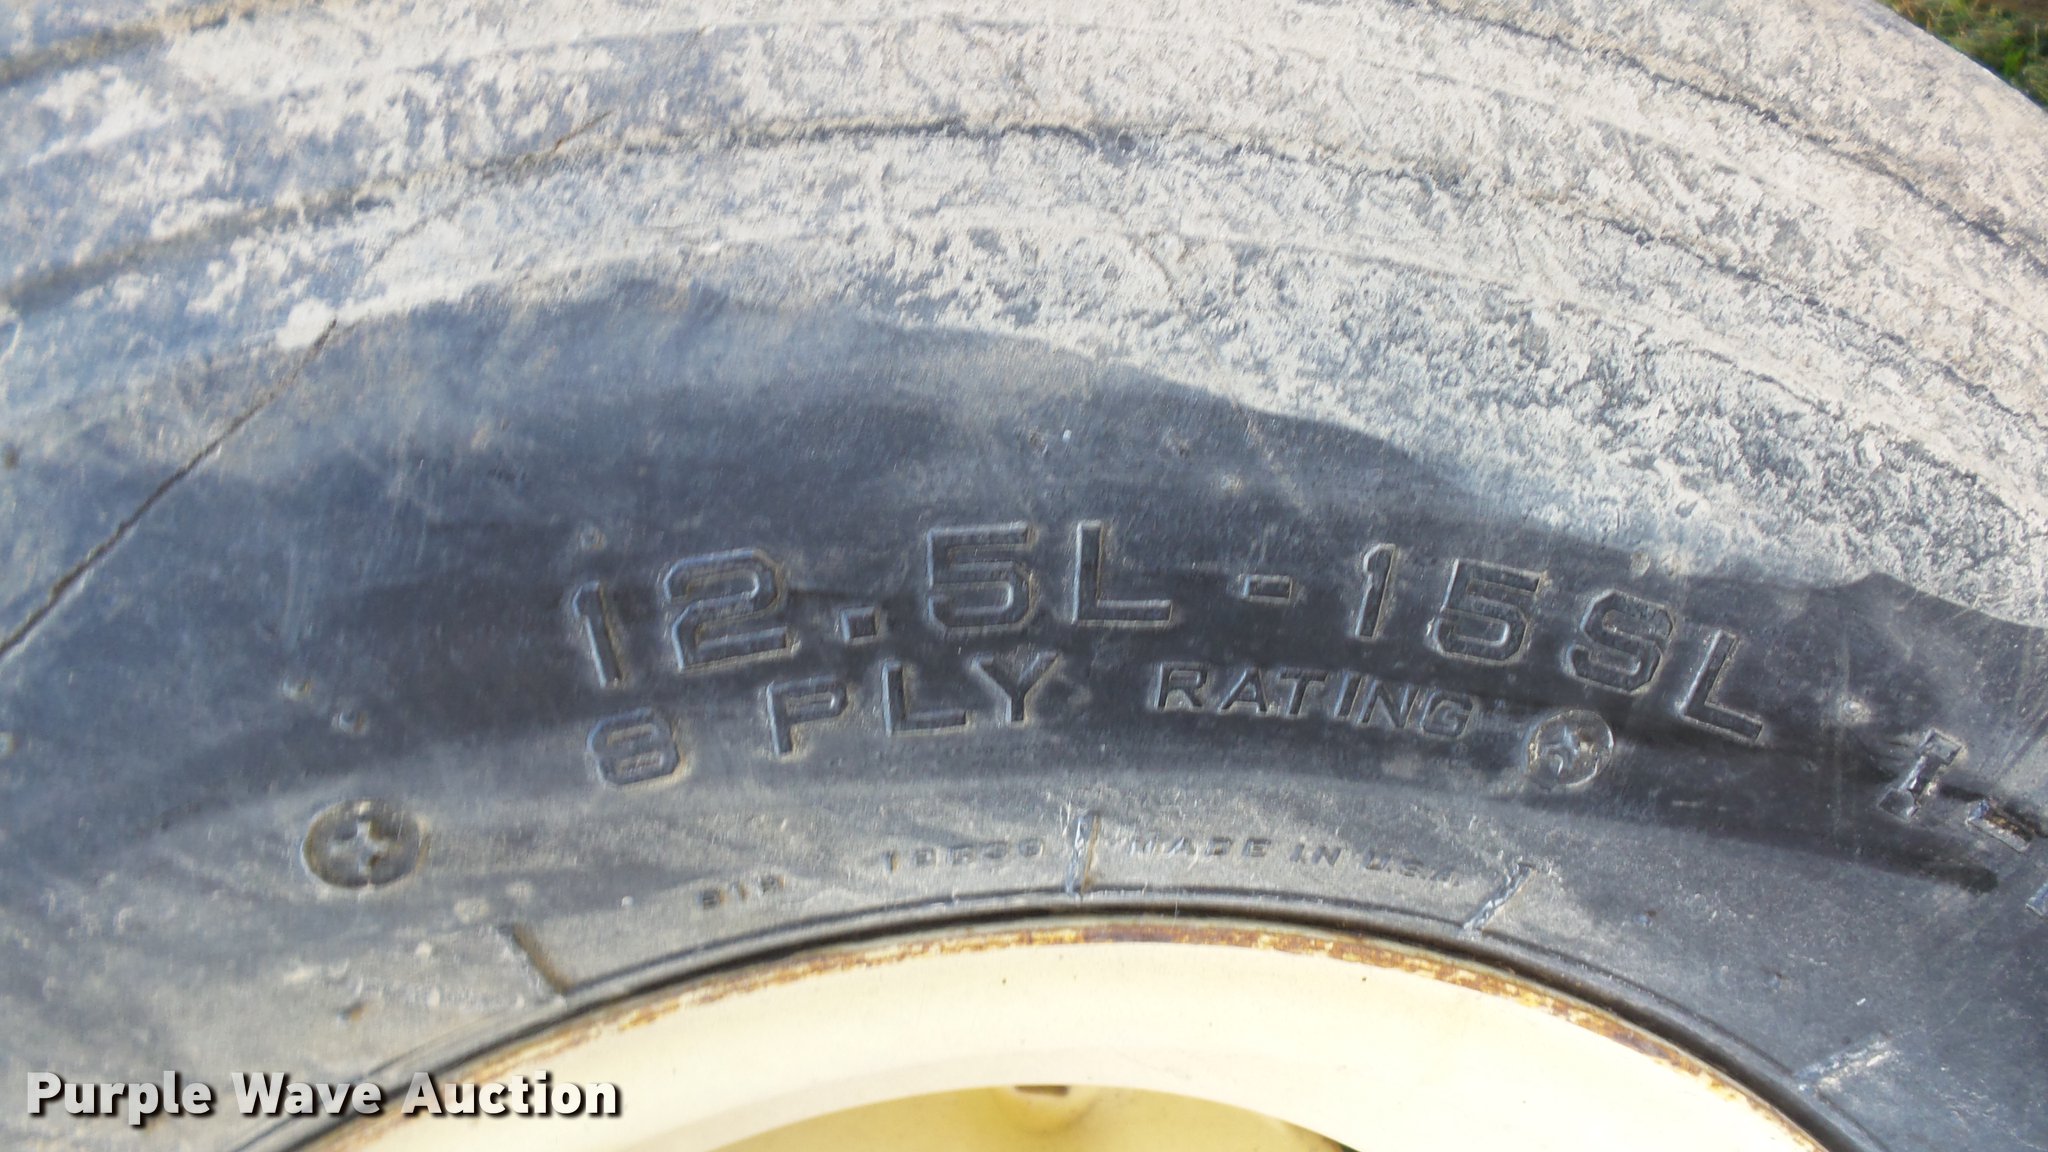 12.5L-15SL
8 PLY RATING
MADE IN U.S.A.
Purple Wave Auction